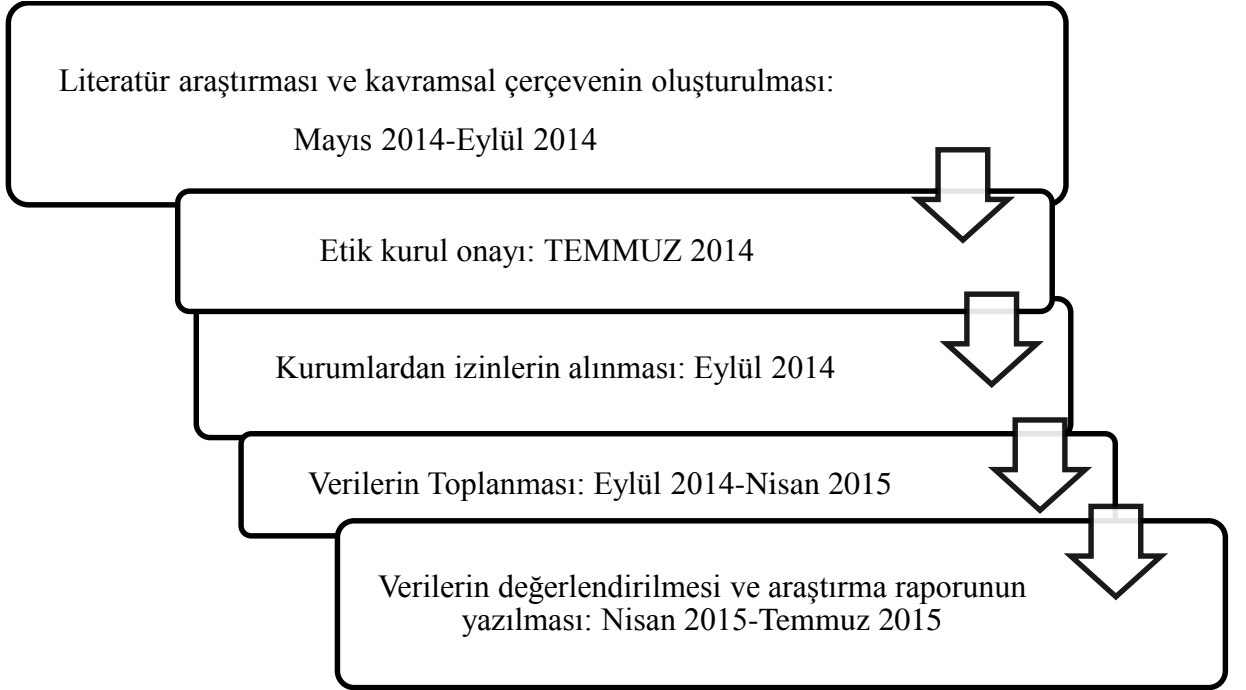 Literatür araştırması ve kavramsal çerçevenin oluşturulması:
Mayıs 2014-Eylül 2014
Etik kurul onayı: TEMMUZ 2014
Kurumlardan izinlerin alınması: Eylül 2014
Verilerin Toplanması: Eylül 2014-Nisan 2015
Verilerin değerlendirilmesi ve araştırma raporunun
yazılması: Nisan 2015-Temmuz 2015